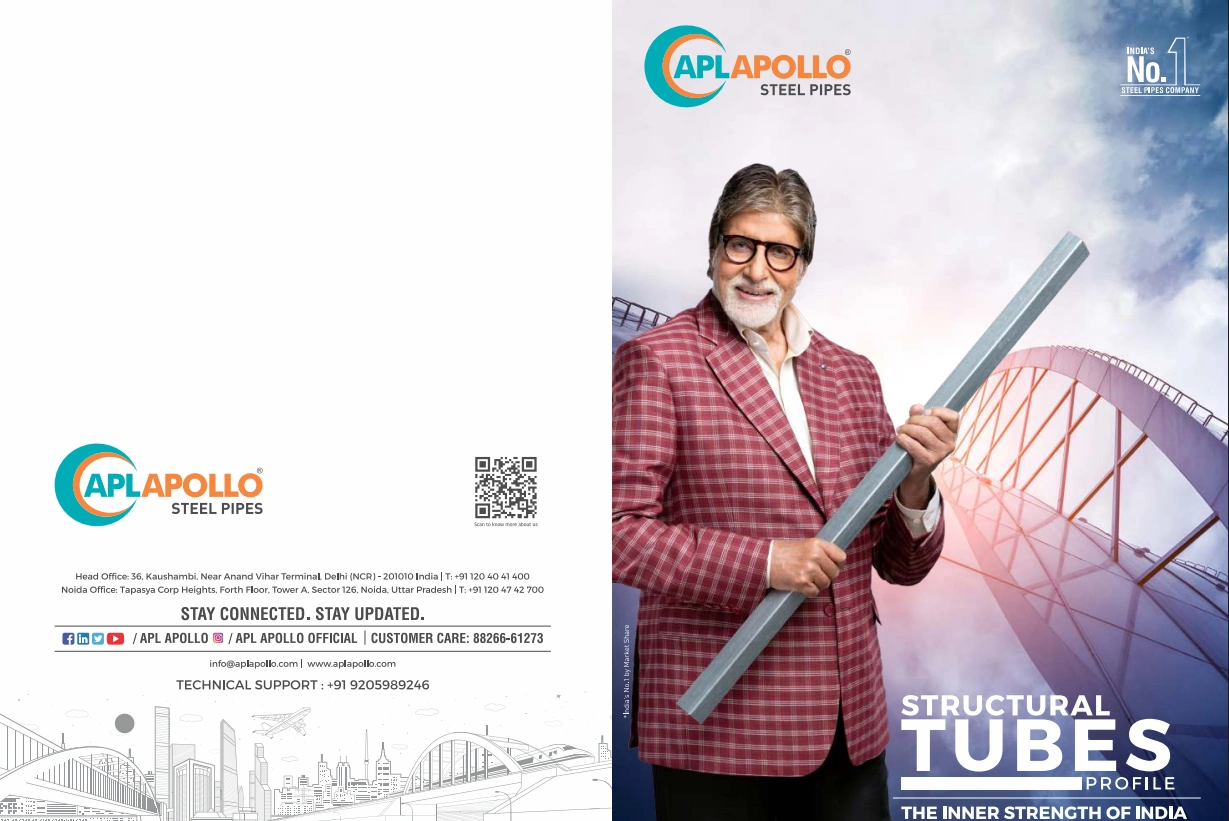 APL APOLLO®
STEEL PIPES
Scan to know more about us
Head Office: 36, Kaushambi, Near Anand Vihar Terminal, Delhi (NCR) - 201010 India | T: +91 120 40 41 400
Noida Office: Tapasya Corp Heights, Forth Floor, Tower A, Sector 126, Noida, Uttar Pradesh | T: +91 120 47 42 700
STAY CONNECTED. STAY UPDATED.
/ APL APOLLO / APL APOLLO OFFICIAL | CUSTOMER CARE: 88266-61273
info@aplapollo.com | www.aplapollo.com
TECHNICAL SUPPORT : +91 9205989246
APL APOLLO®
STEEL PIPES
INDIA'S
No.1
STEEL PIPES COMPANY
*India's No.1 by Market Share
STRUCTURAL
TUBES
PROFILE
THE INNER STRENGTH OF INDIA